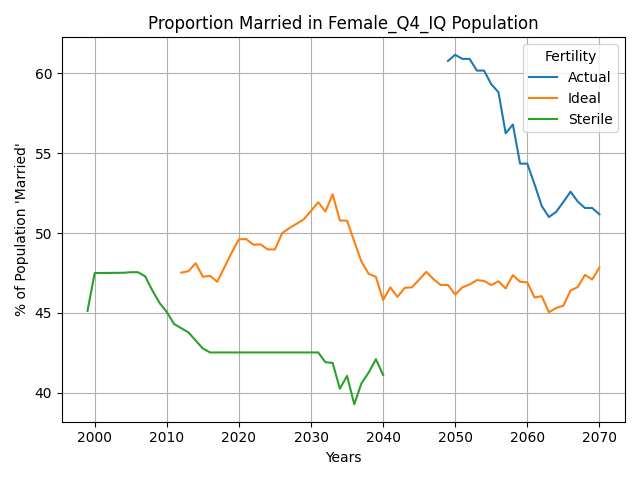 Proportion Married in Female_Q4_IQ Population
% of Population 'Married'
60
55
50
45
40
Fertility
Actual
Ideal
Sterile
2000 2010 2020 2030 2040 2050 2060 2070
Years